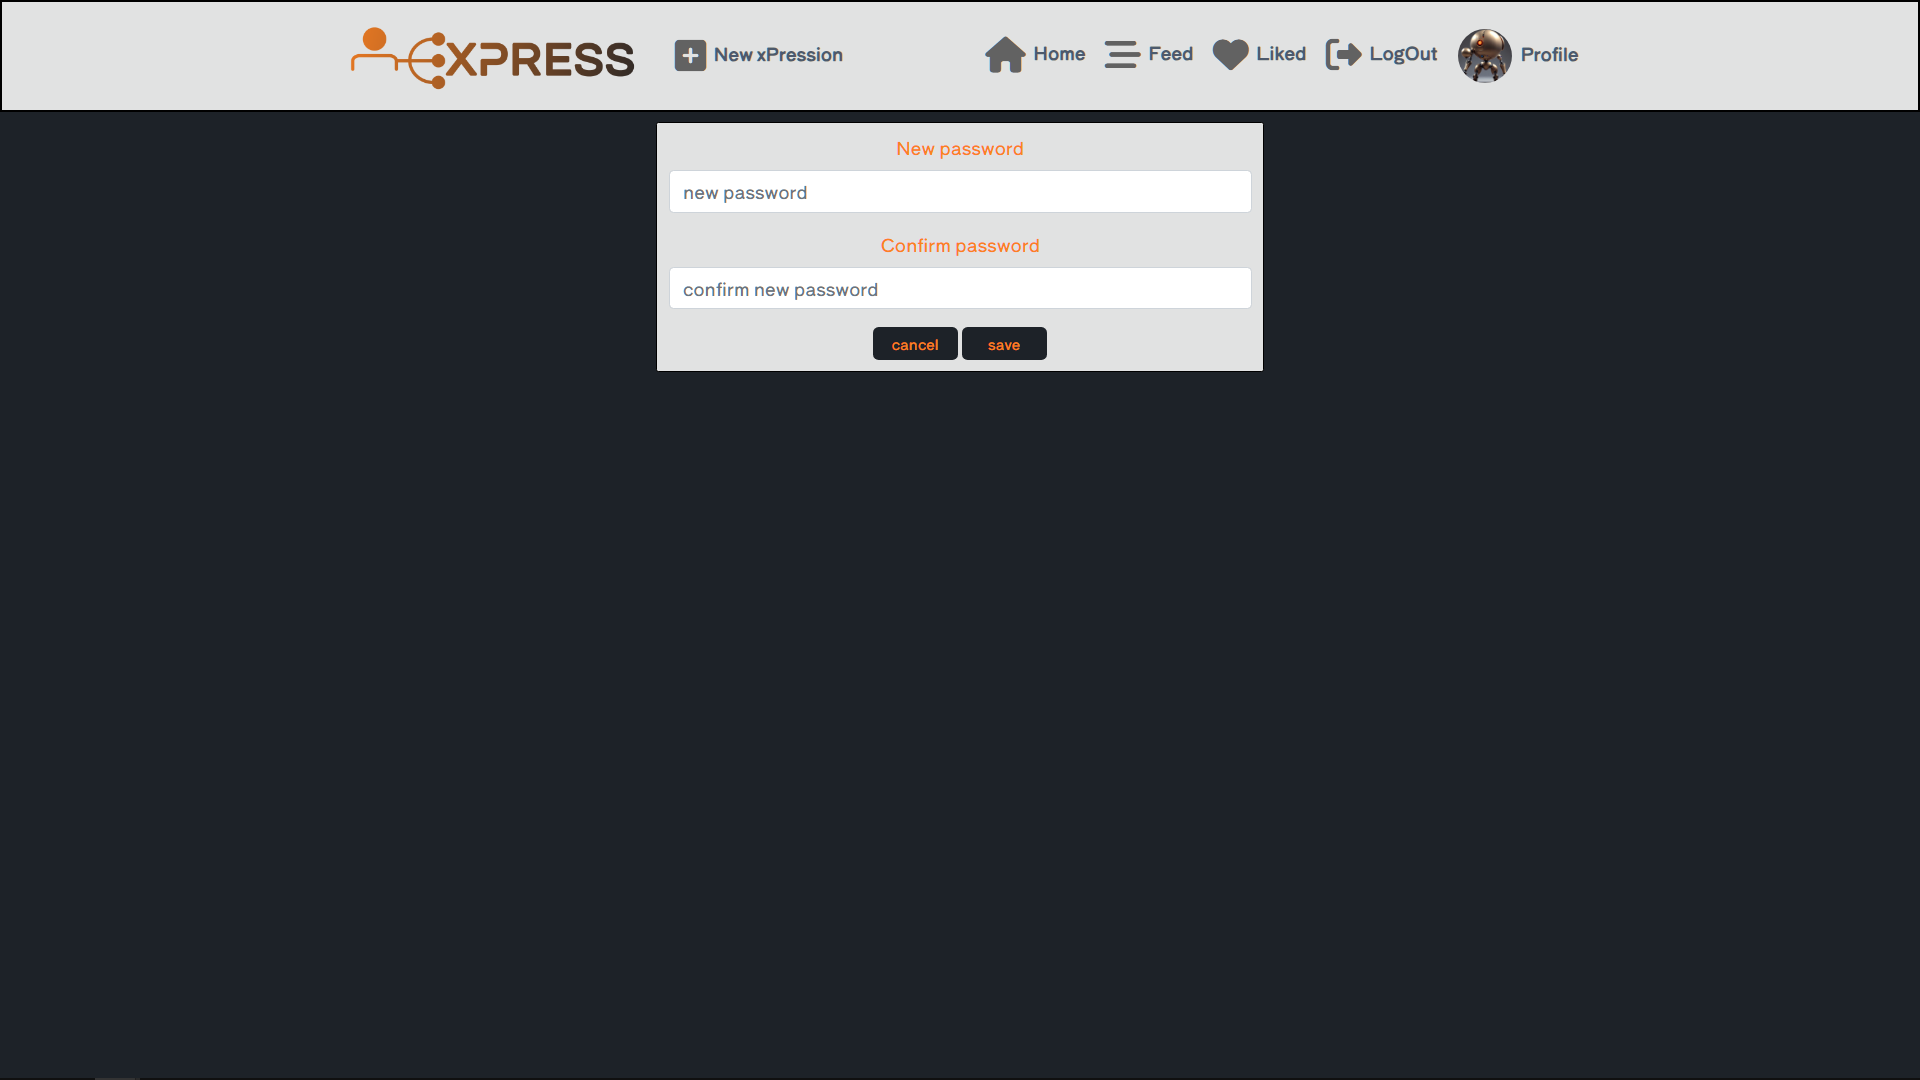 XPRESS
New xPression
Home
Feed
Liked
LogOut
Profile
New password
new password
Confirm password
confirm new password
cancel
save